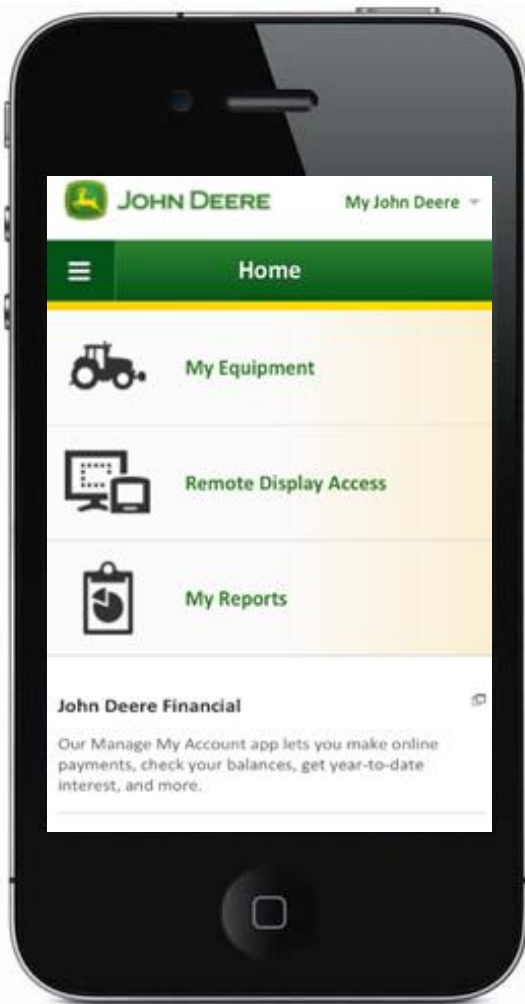 JOHN DEERE
My John Deere
Home
My Equipment
Remote Display Access
My Reports
John Deere Financial
Our Manage My Account app lets you make online
payments, check your balances, get year-to-date
interest, and more.